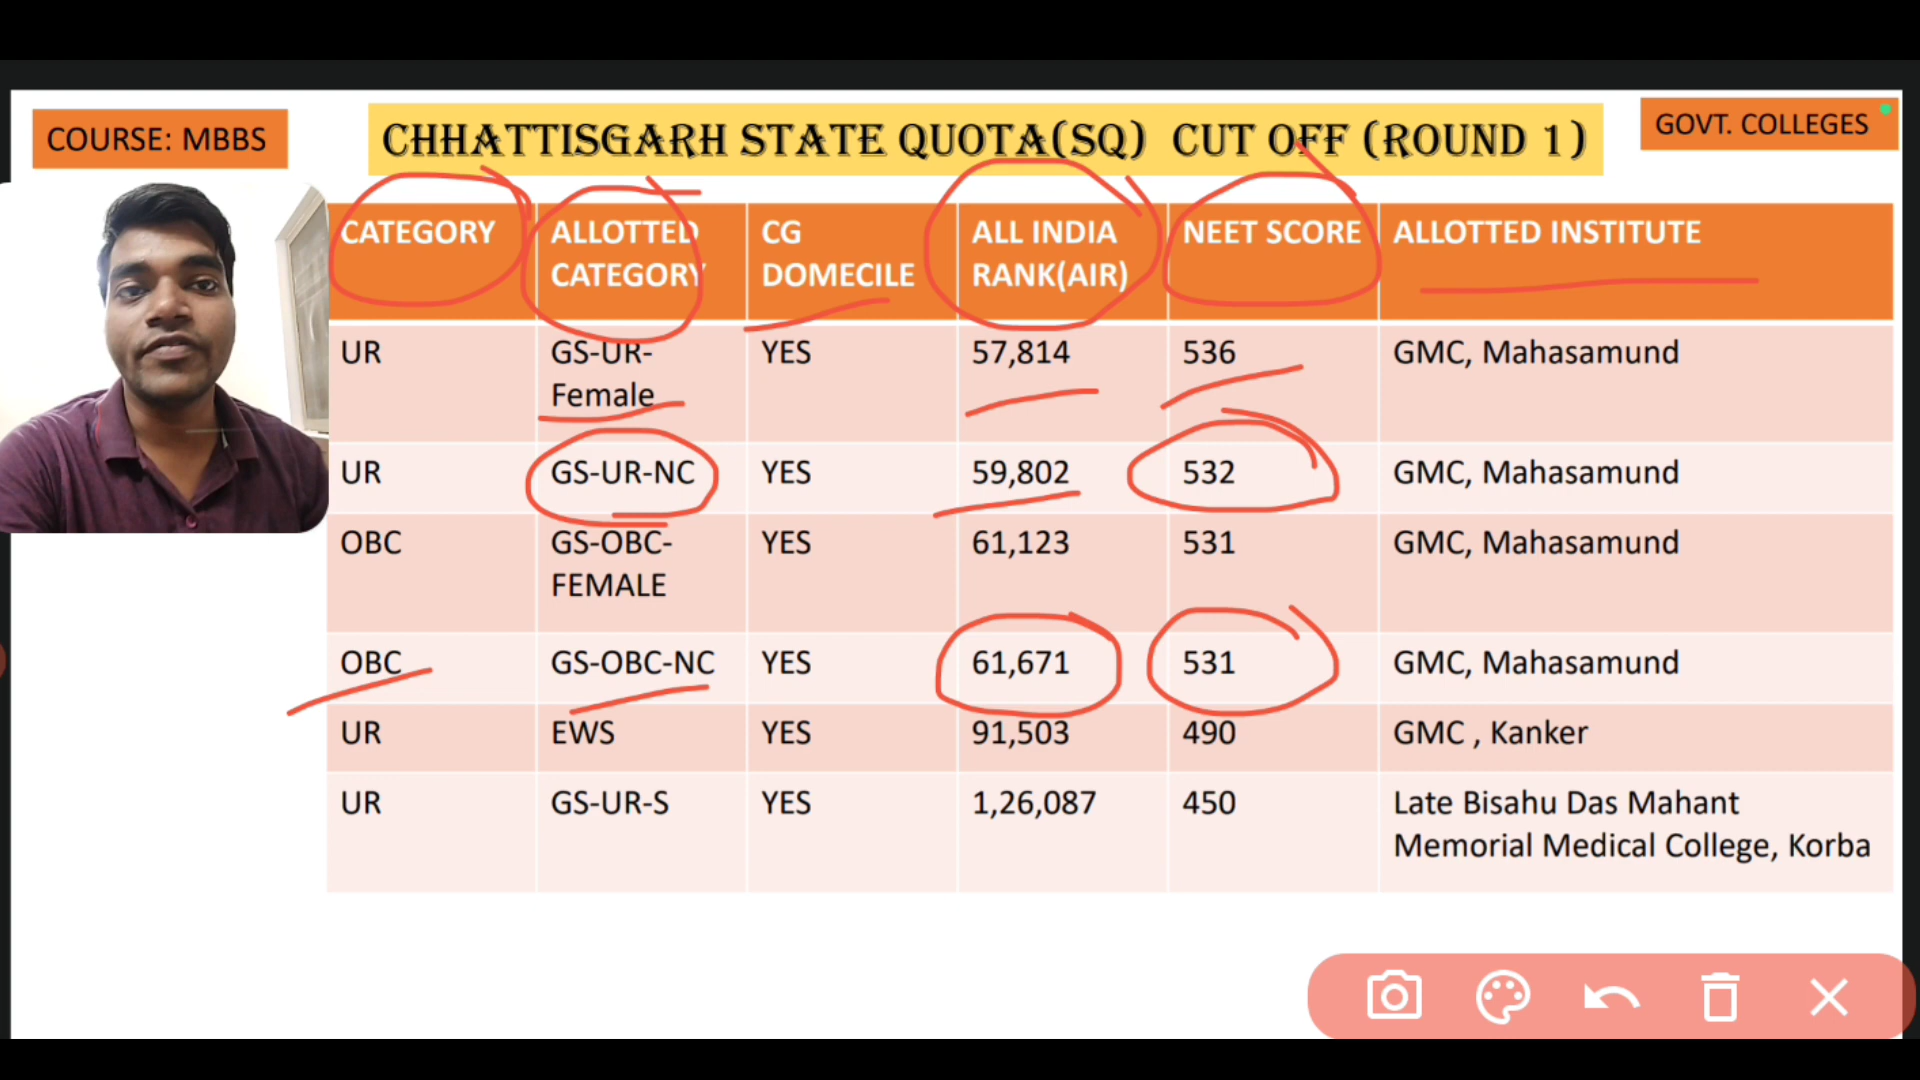 COURSE: MBBS
CHHATTISGARH STATE QUOTA(SQ) CUT OFF (ROUND 1)
GOVT. COLLEGES
CATEGORY
ALLOTTED
CATEGORY
CG
DOMECILE
ALL INDIA
RANK(AIR)
NEET SCORE
ALLOTTED INSTITUTE
UR
GS-UR-
Female
YES
57,814
536
GMC, Mahasamund
UR
GS-UR-NC
YES
59,802
532
GMC, Mahasamund
OBC
GS-OBC-
FEMALE
YES
61,123
531
GMC, Mahasamund
OBC
GS-OBC-NC
YES
61,671
531
GMC, Mahasamund
UR
EWS
YES
91,503
490
GMC , Kanker
UR
GS-UR-S
YES
1,26,087
450
Late Bisahu Das Mahant
Memorial Medical College, Korba